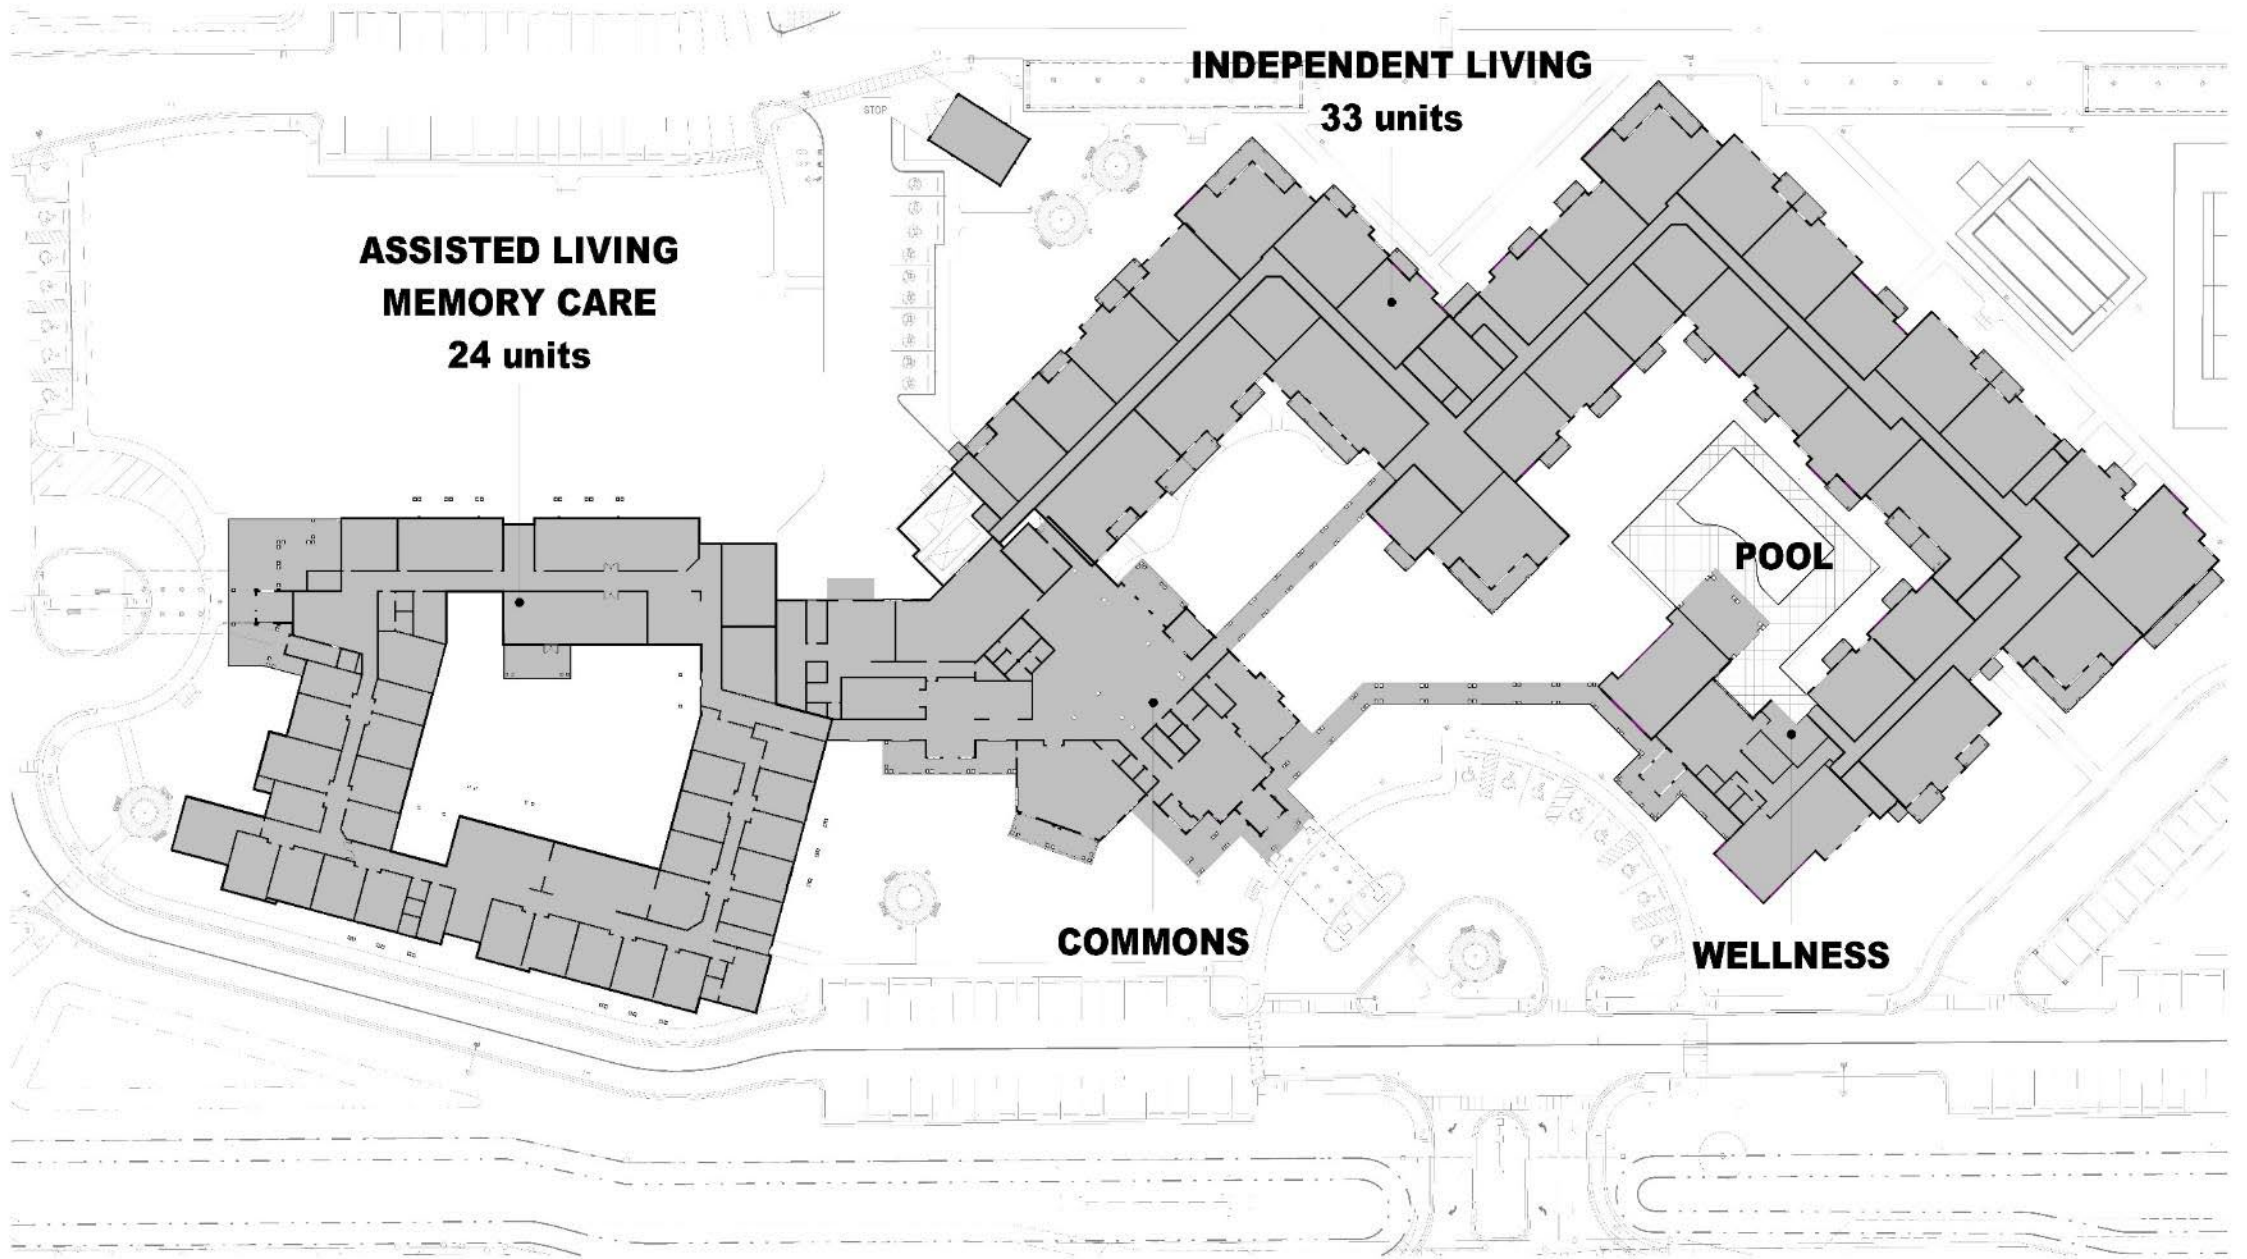 INDEPENDENT LIVING
33 units
STOP
ASSISTED LIVING
MEMORY CARE
24 units
POOL
COMMONS
WELLNESS